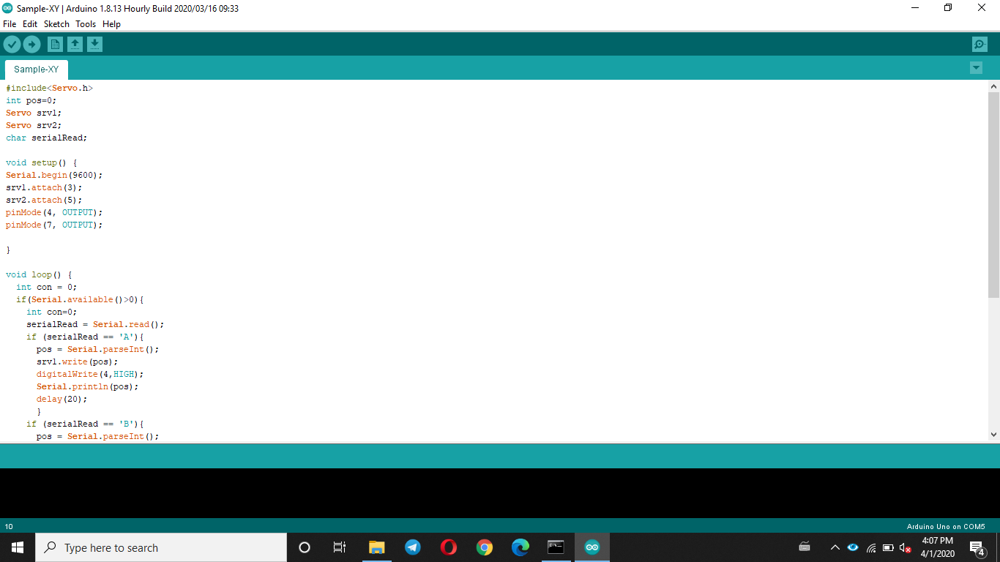 Sample-XY | Arduino 1.8.13 Hourly Build 2020/03/16 09:33
File Edit Sketch Tools Help
Sample-XY
#include<Servo.h>
int pos=0;
Servo srv1;
Servo srv2;
char serialRead;
void setup() {
Serial.begin(9600);
srv1.attach(3);
srv2.attach(5);
pinMode(4, OUTPUT);
pinMode(7, OUTPUT);
}
void loop() {
int con = 0;
if(Serial.available()>0){
int con=0;
serialRead = Serial.read();
if (serialRead == 'A'){
pos = Serial.parseInt();
srv1.write(pos);
digitalWrite(4,HIGH);
Serial.println(pos);
delay(20);
}
if (serialRead == 'B'){
pos = Serial.parseInt();
10
Arduino Uno on COM5
Type here to search
4:07 PM
4/1/2020
4